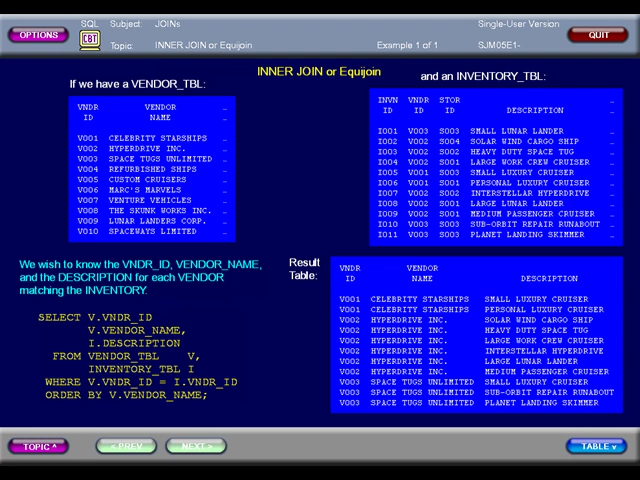 OPTIONS
SQL
CBT
Subject: JOINs
Topic: INNER JOIN or Equijoin
Example 1 of 1
Single-User Version
SJM05E1-
QUIT
INNER JOIN or Equijoin
If we have a VENDOR_TBL:
VNDR VENDOR ...
ID NAME ...
V001 CELEBRITY STARSHIPS ...
V002 HYPERDRIVE INC. ...
V003 SPACE TUGS UNLIMITED ...
V004 REFURBISHED SHIPS ...
V005 CUSTOM CRUISERS ...
V006 MARC'S MARVELS ...
V007 VENTURE VEHICLES ...
V008 THE SKUNK WORKS INC. ...
V009 LUNAR LANDERS CORP. ...
V010 SPACEWAYS LIMITED ...
and an INVENTORY_TBL:
INVN VNDR STOR ...
ID ID ID DESCRIPTION ...
I001 V003 S003 SMALL LUNAR LANDER ...
I002 V002 S004 SOLAR WIND CARGO SHIP ...
I003 V002 S002 HEAVY DUTY SPACE TUG ...
I004 V002 S001 LARGE WORK CREW CRUISER ...
I005 V001 S003 SMALL LUXURY CRUISER ...
I006 V001 S001 PERSONAL LUXURY CRUISER ...
I007 V002 S002 INTERSTELLAR HYPERDRIVE ...
I008 V002 S001 LARGE LUNAR LANDER ...
I009 V002 S001 MEDIUM PASSENGER CRUISER ...
I010 V003 S003 SUB-ORBIT REPAIR RUNABOUT ...
I011 V003 S003 PLANET LANDING SKIMMER ...
We wish to know the VNDR_ID, VENDOR_NAME,
and the DESCRIPTION for each VENDOR
matching the INVENTORY.
SELECT V.VNDR_ID
V.VENDOR_NAME,
I.DESCRIPTION
FROM VENDOR_TBL V,
INVENTORY_TBL I
WHERE V.VNDR_ID = I.VNDR_ID
ORDER BY V.VENDOR_NAME;
Result
Table:
VNDR VENDOR
ID NAME DESCRIPTION
V001 CELEBRITY STARSHIPS SMALL LUXURY CRUISER
V001 CELEBRITY STARSHIPS PERSONAL LUXURY CRUISER
V002 HYPERDRIVE INC. SOLAR WIND CARGO SHIP
V002 HYPERDRIVE INC. HEAVY DUTY SPACE TUG
V002 HYPERDRIVE INC. LARGE WORK CREW CRUISER
V002 HYPERDRIVE INC. INTERSTELLAR HYPERDRIVE
V002 HYPERDRIVE INC. LARGE LUNAR LANDER
V002 HYPERDRIVE INC. MEDIUM PASSENGER CRUISER
V003 SPACE TUGS UNLIMITED SMALL LUXURY CRUISER
V003 SPACE TUGS UNLIMITED SUB-ORBIT REPAIR RUNABOUT
V003 SPACE TUGS UNLIMITED PLANET LANDING SKIMMER
TOPIC ^
< PREV
NEXT >
TABLE v